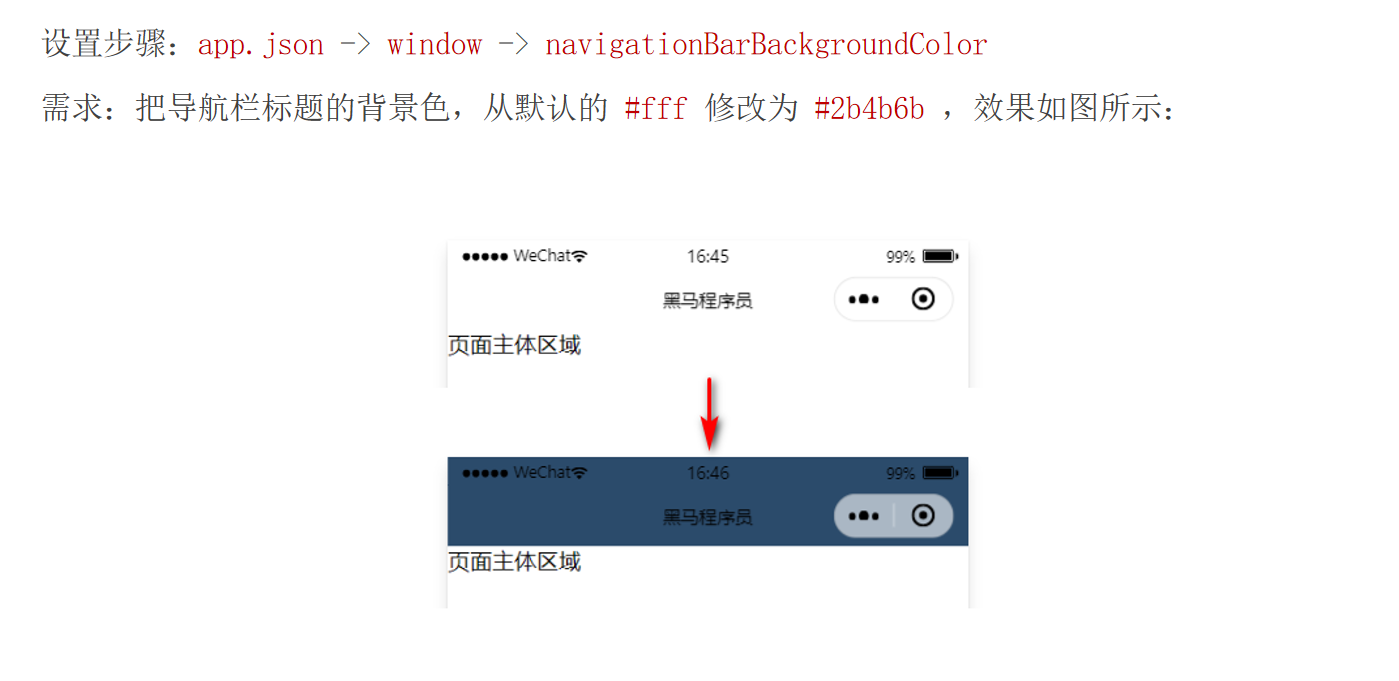 设置步骤：app.json -> window -> navigationBarBackgroundColor
需求：把导航栏标题的背景色，从默认的 #fff 修改为 #2b4b6b ，效果如图所示：
WeChat 16:45 99%
黑马程序员
页面主体区域
WeChat 16:46 99%
黑马程序员
页面主体区域